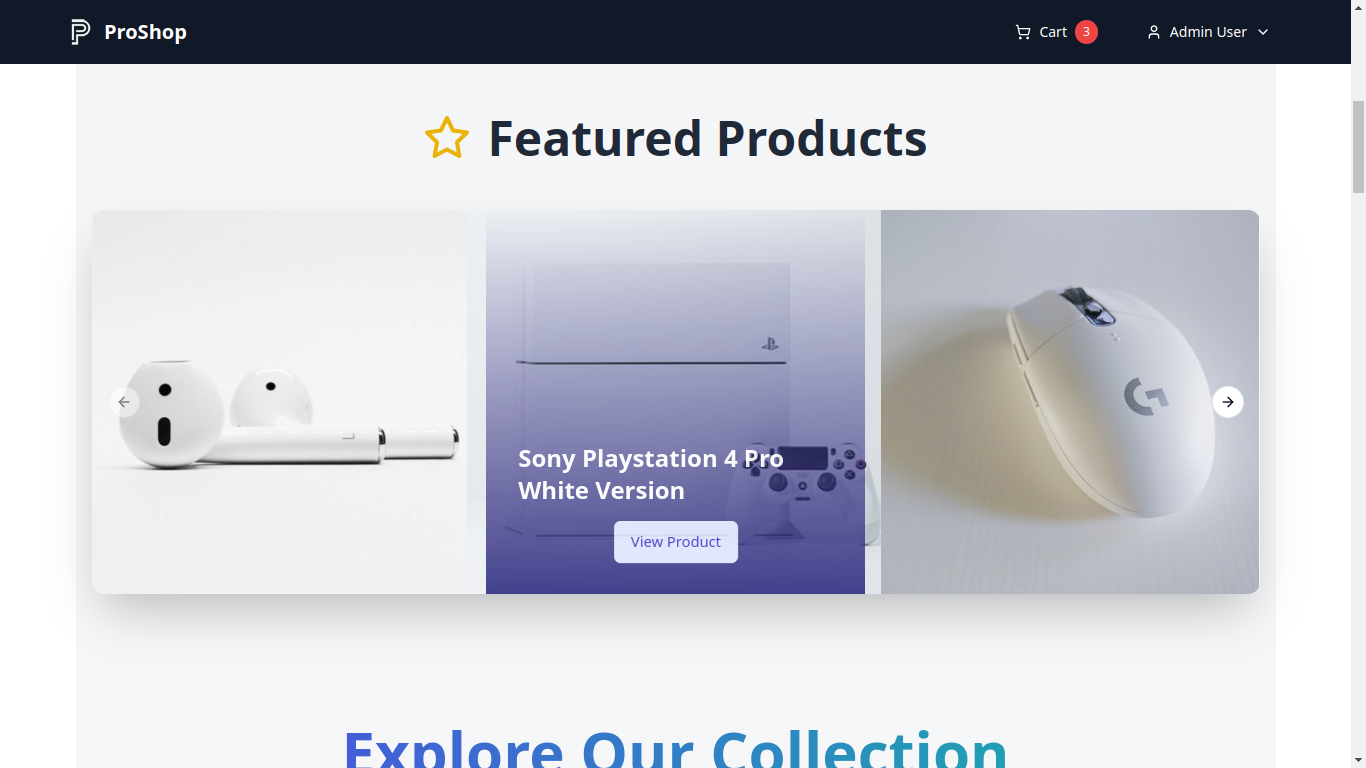 ProShop
Cart 3
Admin User
Featured Products
Sony Playstation 4 Pro
White Version
View Product
Explore Our Collection